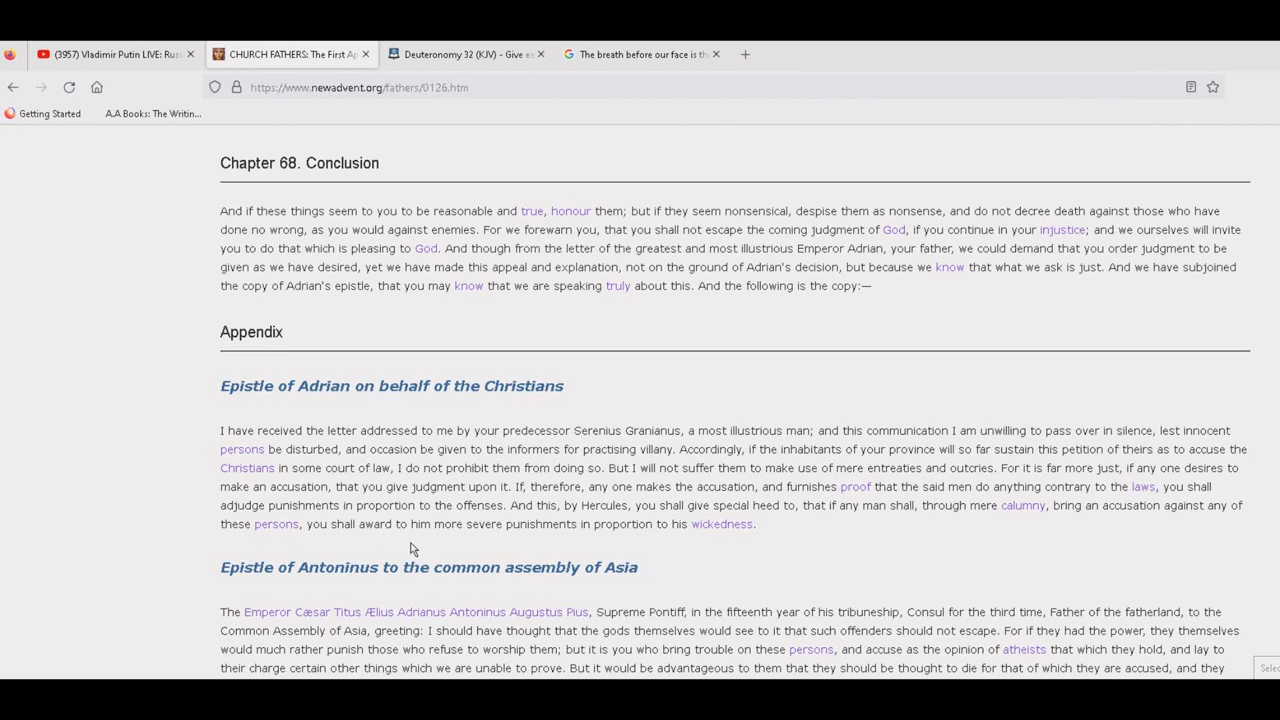 (3957) Vladimir Putin LIVE: Russ
CHURCH FATHERS: The First Ap
Deuteronomy 32 (KJV) - Give e
The breath before our face is th
https://www.newadvent.org/fathers/0126.htm
Getting Started
A.A Books: The Writin...
Chapter 68. Conclusion
And if these things seem to you to be reasonable and true, honour them; but if they seem nonsensical, despise them as nonsense, and do not decree death against those who have
done no wrong, as you would against enemies. For we forewarn you, that you shall not escape the coming judgment of God, if you continue in your injustice; and we ourselves will invite
you to do that which is pleasing to God. And though from the letter of the greatest and most illustrious Emperor Adrian, your father, we could demand that you order judgment to be
given as we have desired, yet we have made this appeal and explanation, not on the ground of Adrian's decision, but because we know that what we ask is just. And we have subjoined
the copy of Adrian's epistle, that you may know that we are speaking truly about this. And the following is the copy:—
Appendix
Epistle of Adrian on behalf of the Christians
I have received the letter addressed to me by your predecessor Serenius Granianus, a most illustrious man; and this communication I am unwilling to pass over in silence, lest innocent
persons be disturbed, and occasion be given to the informers for practising villany. Accordingly, if the inhabitants of your province will so far sustain this petition of theirs as to accuse the
Christians in some court of law, I do not prohibit them from doing so. But I will not suffer them to make use of mere entreaties and outcries. For it is far more just, if any one desires to
make an accusation, that you give judgment upon it. If, therefore, any one makes the accusation, and furnishes proof that the said men do anything contrary to the laws, you shall
adjudge punishments in proportion to the offenses. And this, by Hercules, you shall give special heed to, that if any man shall, through mere calumny, bring an accusation against any of
these persons, you shall award to him more severe punishments in proportion to his wickedness.
Epistle of Antoninus to the common assembly of Asia
The Emperor Cæsar Titus Ælius Adrianus Antoninus Augustus Pius, Supreme Pontiff, in the fifteenth year of his tribuneship, Consul for the third time, Father of the fatherland, to the
Common Assembly of Asia, greeting: I should have thought that the gods themselves would see to it that such offenders should not escape. For if they had the power, they themselves
would much rather punish those who refuse to worship them; but it is you who bring trouble on these persons, and accuse as the opinion of atheists that which they hold, and lay to
their charge certain other things which we are unable to prove. But it would be advantageous to them that they should be thought to die for that of which they are accused, and they
Selec